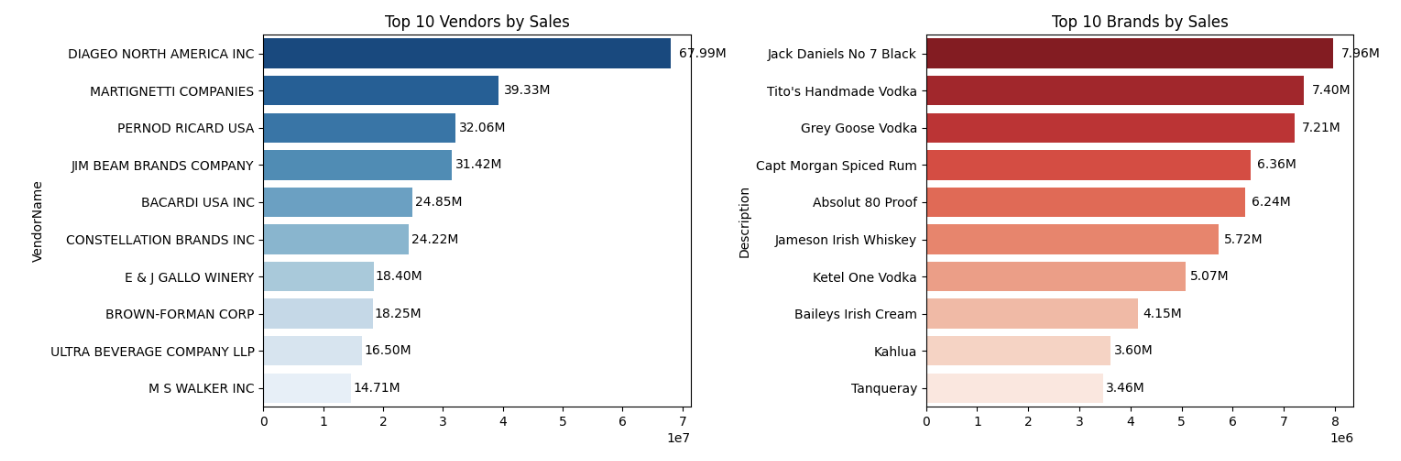 Top 10 Vendors by Sales
VendorName
DIAGEO NORTH AMERICA INC 67.99M
MARTIGNETTI COMPANIES 39.33M
PERNOD RICARD USA 32.06M
JIM BEAM BRANDS COMPANY 31.42M
BACARDI USA INC 24.85M
CONSTELLATION BRANDS INC 24.22M
E & J GALLO WINERY 18.40M
BROWN-FORMAN CORP 18.25M
ULTRA BEVERAGE COMPANY LLP 16.50M
M S WALKER INC 14.71M
0 1 2 3 4 5 6 7
1e7
Top 10 Brands by Sales
Description
Jack Daniels No 7 Black 7.96M
Tito's Handmade Vodka 7.40M
Grey Goose Vodka 7.21M
Capt Morgan Spiced Rum 6.36M
Absolut 80 Proof 6.24M
Jameson Irish Whiskey 5.72M
Ketel One Vodka 5.07M
Baileys Irish Cream 4.15M
Kahlua 3.60M
Tanqueray 3.46M
0 1 2 3 4 5 6 7 8
1e6